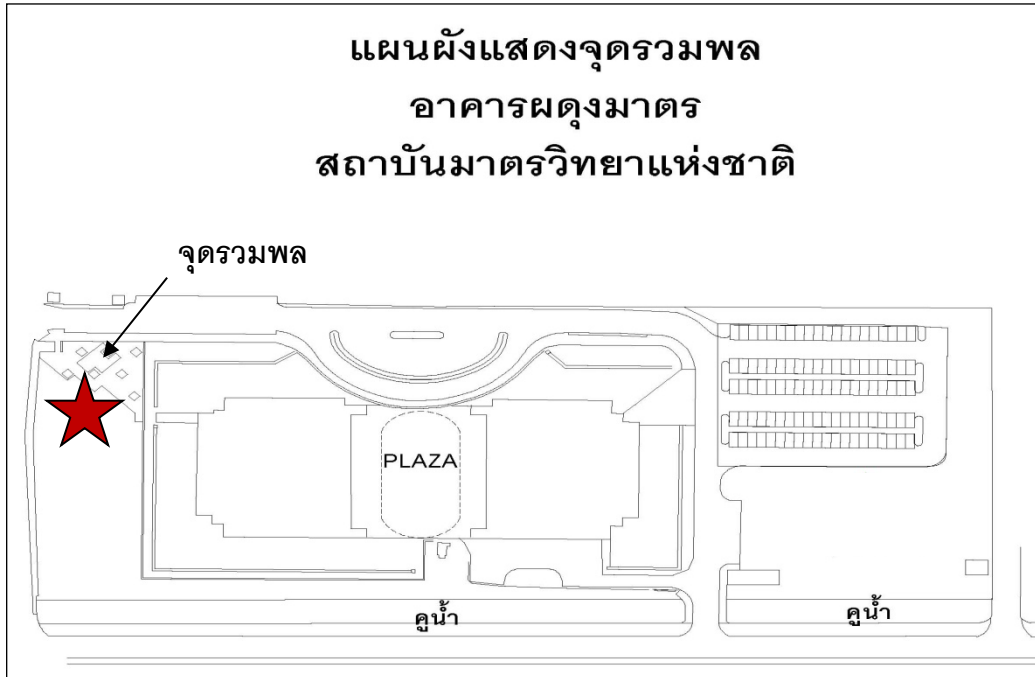 แผนผังแสดงจุดรวมพล
อาคารผดุงมาตร
สถาบันมาตรวิทยาแห่งชาติ
จุดรวมพล
PLAZA
คูน้ำ
คูน้ำ